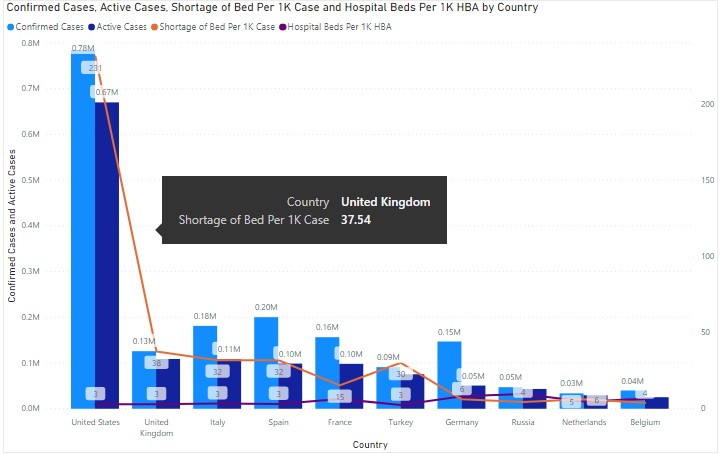 Confirmed Cases, Active Cases, Shortage of Bed Per 1K Case and Hospital Beds Per 1K HBA by Country
Confirmed Cases Active Cases Shortage of Bed Per 1K Case Hospital Beds Per 1K HBA
Confirmed Cases and Active Cases
0.8M
0.7M
0.6M
0.5M
0.4M
0.3M
0.2M
0.1M
0.0M
200
150
100
50
0
0.78M
231
0.67M
3
0.13M
38
3
0.18M
0.11M
32
3
0.20M
0.10M
32
3
0.16M
0.10M
15
0.09M
30
3
0.15M
0.05M
6
0.05M
4
0.03M
5
6
0.04M
4
Country United Kingdom
Shortage of Bed Per 1K Case 37.54
United States
United
Kingdom
Italy
Spain
France
Turkey
Germany
Russia
Netherlands
Belgium
Country